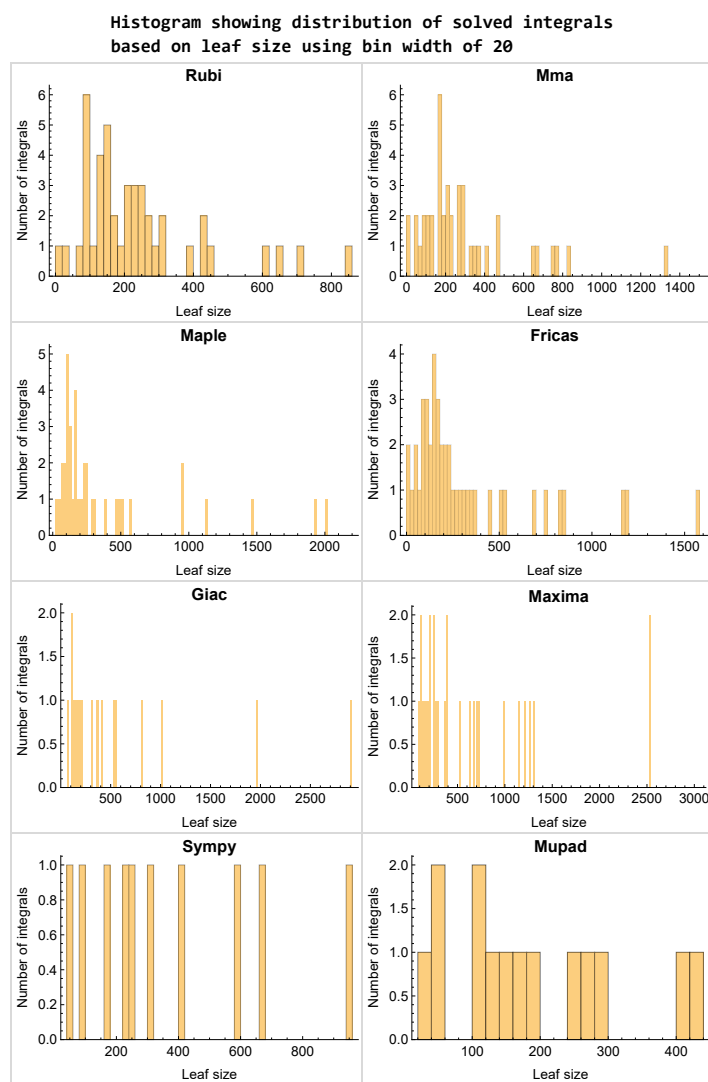 Histogram showing distribution of solved integrals
based on leaf size using bin width of 20
Rubi
Number of integrals
6
5
4
3
2
1
0
0 200 400 600 800
Leaf size
Mma
Number of integrals
6
5
4
3
2
1
0
0 200 400 600 800 1000 1200 1400
Leaf size
Maple
Number of integrals
5
4
3
2
1
0
0 500 1000 1500 2000
Leaf size
Fricas
Number of integrals
4
3
2
1
0
0 500 1000 1500
Leaf size
Giac
Number of integrals
2.0
1.5
1.0
0.5
0.0
500 1000 1500 2000 2500
Leaf size
Maxima
Number of integrals
2.0
1.5
1.0
0.5
0.0
500 1000 1500 2000 2500 3000
Leaf size
Sympy
Number of integrals
1.0
0.8
0.6
0.4
0.2
0.0
200 400 600 800
Leaf size
Mupad
Number of integrals
2.0
1.5
1.0
0.5
0.0
100 200 300 400
Leaf size